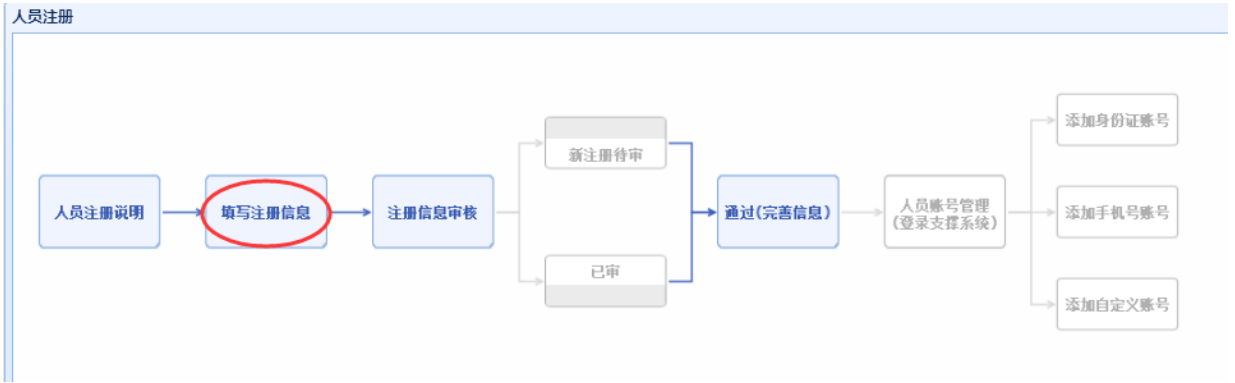 人员注册
人员注册说明
填写注册信息
注册信息审核
新注册待审
已审
通过(完善信息)
人员账号管理
(登录支撑系统)
添加身份证账号
添加手机号账号
添加自定义账号